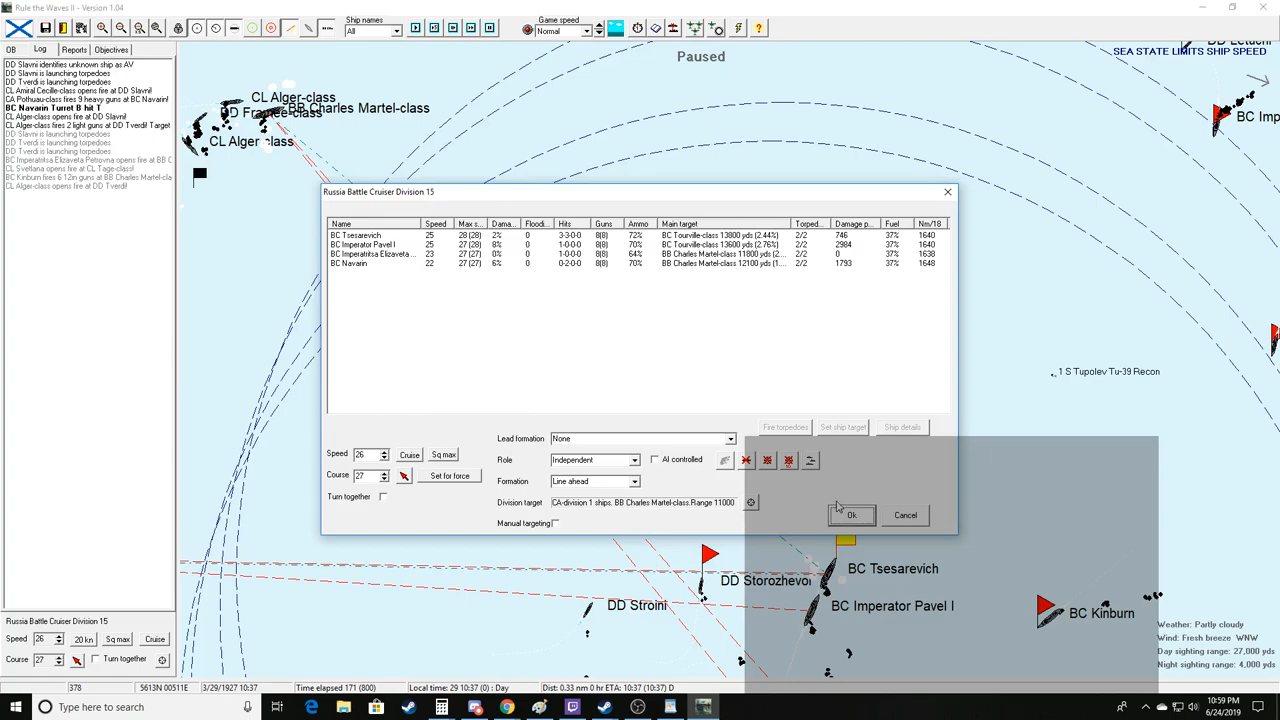 Rule the Waves II - Version 1.04
Ship names
All
Game speed
Normal
OB Log Reports Objectives
DD Slavni identifies unknown ship as AV
DD Slavni is launching torpedoes
DD Tverdi is launching torpedoes
CL Amiral Cecille-class opens fire at DD Slavni!
CA Pothuau-class fires 9 heavy guns at BC Navarin!
BC Navarin Turret B hit T
CL Alger-class opens fire at DD Slavni!
CL Alger-class fires 2 light guns at DD Tverdi! Target
DD Slavni is launching torpedoes
DD Tverdi is launching torpedoes
DD Tverdi is launching torpedoes
BC Imperatritsa Elizaveta Petrovna opens fire at BB C
CL Svetlana opens fire at CL Tage-class!
BC Kinburn fires 6 12in guns at BB Charles Martel-cla
CL Alger-class opens fire at DD Tverdi!
Paused
SEA STATE LIMITS SHIP SPEED
CL Alger-class
BB Charles Martel-class
CL Alger class
BC Imp
Russia Battle Cruiser Division 15
Name Speed Max s... Dama... Floodi... Hits Guns Ammo Main target Torped... Damage p... Fuel Nm/18
BC Tsesarevich 25 28 (28) 2% 0 3-3-0-0 8(8) 72% BC Tourville-class 13800 yds (2.44%) 2/2 746 37% 1640
BC Imperator Pavel I 25 27 (27) 8% 0 1-0-0-0 8(8) 70% BC Tourville-class 13600 yds (2.76%) 2/2 2984 37% 1640
BC Imperatritsa Elizaveta ... 23 27 (27) 0% 0 1-0-0-0 8(8) 64% BB Charles Martel-class 11800 yds (2.... 2/2 0 37% 1638
BC Navarin 22 27 (27) 6% 0 0-2-0-0 8(8) 70% BB Charles Martel-class 12100 yds (1.... 2/2 1793 37% 1648
1 S Tupolev Tu-39 Recon
Fire torpedoes Set ship target Ship details
Lead formation None
Speed 26 Cruise Sq max
Role Independent AI controlled
Course 27 Set for force
Formation Line ahead
Turn together
Division target CA-division 1 ships. BB Charles Martel-class.Range 11000
Manual targeting
Ok Cancel
DD Storozhevoi
BC Tsesarevich
DD Stroini
BC Imperator Pavel I
BC Kinburn
Russia Battle Cruiser Division 15
Speed 26 20 kn Sq max Cruise
Course 27 Turn together
Weather: Partly cloudy
Wind: Fresh breeze WNW
Day sighting range: 27,000 yds
Night sighting range: 4,000 yds
378 5613N 00511E 3/29/1927 10:37 Time elapsed 171 (800) Local time: 29 10:37 (0) : Day Dist: 0.33 nm 0 hr ETA: 10:37 (10:37) D
Type here to search
10:59 PM
6/24/2019